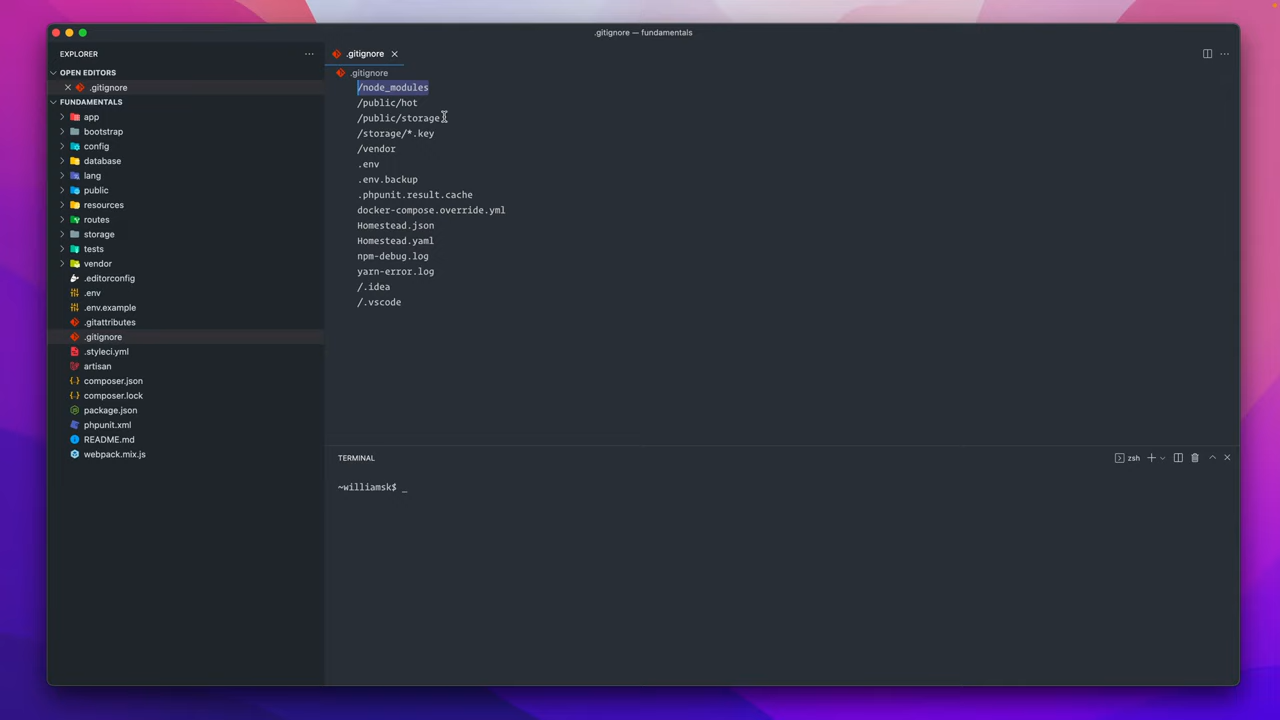 .gitignore — fundamentals
EXPLORER
OPEN EDITORS
.gitignore
FUNDAMENTALS
app
bootstrap
config
database
lang
public
resources
routes
storage
tests
vendor
.editorconfig
.env
.env.example
.gitattributes
.gitignore
.styleci.yml
artisan
composer.json
composer.lock
package.json
phpunit.xml
README.md
webpack.mix.js
.gitignore
.gitignore
/node_modules
/public/hot
/public/storage
/storage/*.key
/vendor
.env
.env.backup
.phpunit.result.cache
docker-compose.override.yml
Homestead.json
Homestead.yaml
npm-debug.log
yarn-error.log
/.idea
/.vscode
TERMINAL
zsh
~williamsk$ _